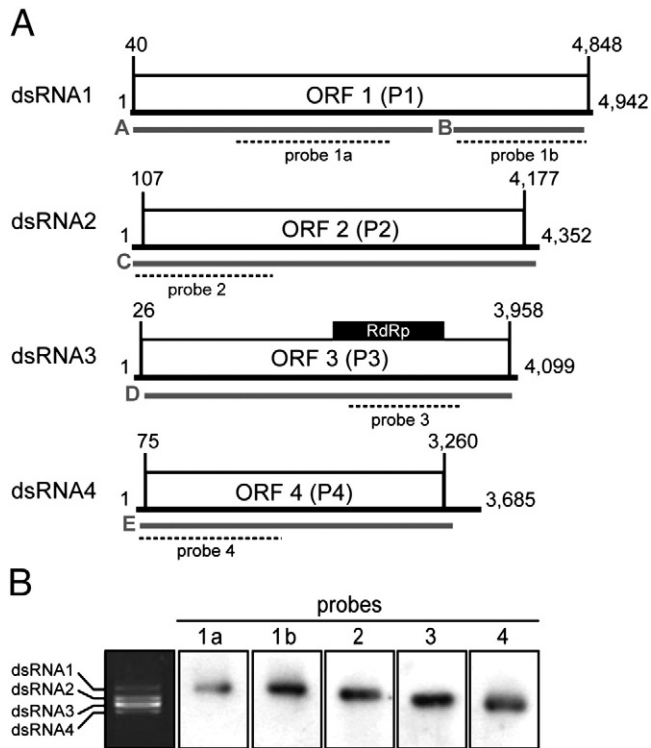 A
40 4,848
dsRNA1 1 ORF 1 (P1) 4,942
A B
probe 1a probe 1b
107 4,177
dsRNA2 1 ORF 2 (P2) 4,352
C
probe 2
26 RdRp 3,958
dsRNA3 1 ORF 3 (P3) 4,099
D
probe 3
75 3,260
dsRNA4 1 ORF 4 (P4) 3,685
E
probe 4
B
probes
1a 1b 2 3 4
dsRNA1
dsRNA2
dsRNA3
dsRNA4